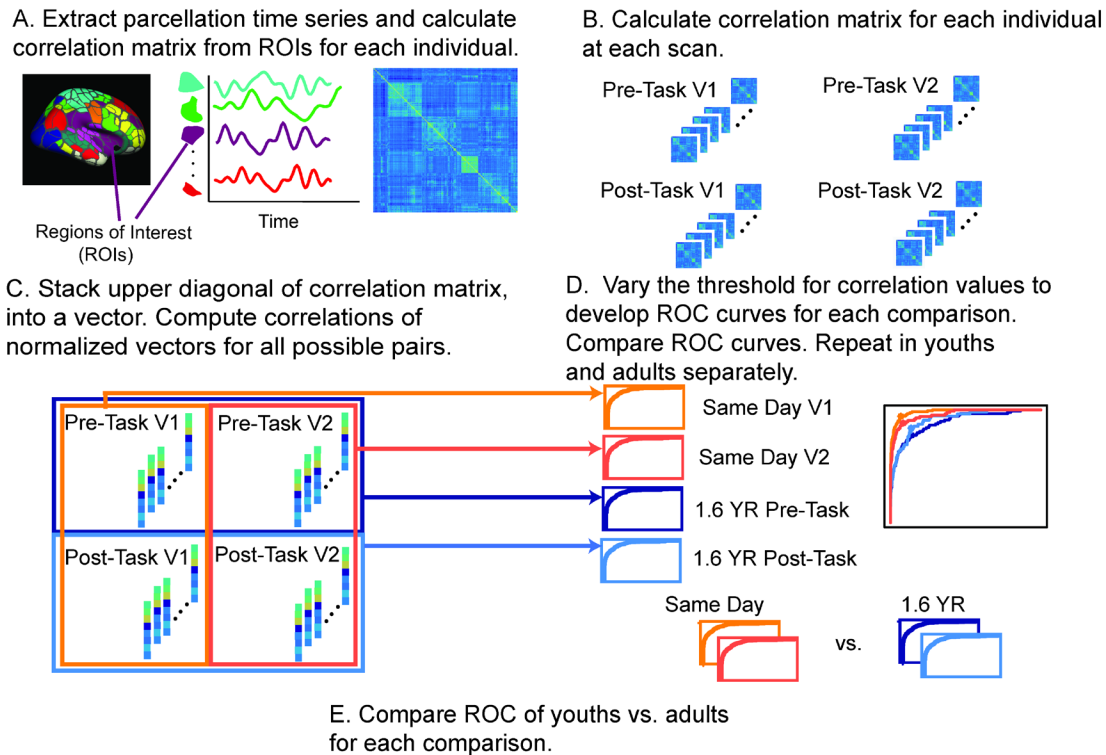 A. Extract parcellation time series and calculate
correlation matrix from ROIs for each individual.
Time
Regions of Interest
(ROIs)
B. Calculate correlation matrix for each individual
at each scan.
Pre-Task V1
Pre-Task V2
Post-Task V1
Post-Task V2
C. Stack upper diagonal of correlation matrix,
into a vector. Compute correlations of
normalized vectors for all possible pairs.
Pre-Task V1
Pre-Task V2
Post-Task V1
Post-Task V2
D. Vary the threshold for correlation values to
develop ROC curves for each comparison.
Compare ROC curves. Repeat in youths
and adults separately.
Same Day V1
Same Day V2
1.6 YR Pre-Task
1.6 YR Post-Task
Same Day
vs.
1.6 YR
E. Compare ROC of youths vs. adults
for each comparison.